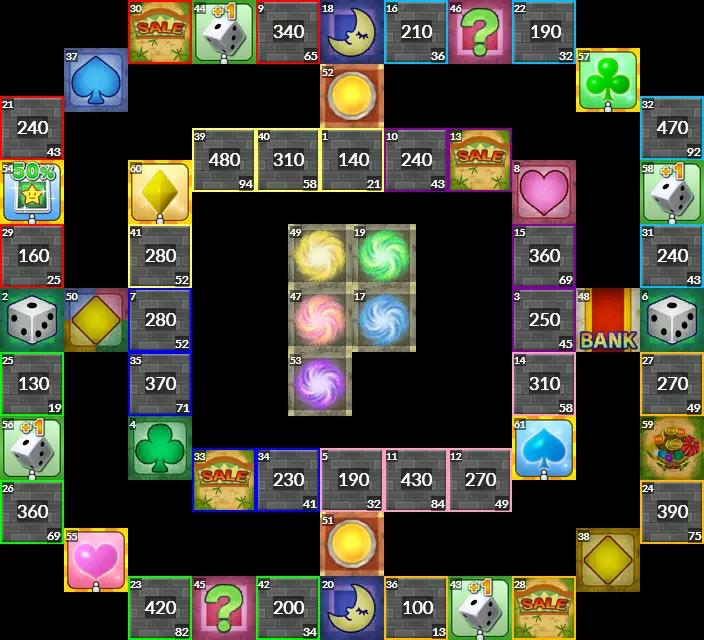 30 SALE 44 +1 9 340 65 18 16 210 36 46 ? 22 190 32
37 52 57
21 240 43 32 470 92
39 480 94 40 310 58 1 140 21 10 240 43 13 SALE
54 50% 60 8 58 +1
29 160 25 41 280 52 49 19 15 360 69 31 240 43
2 50 7 280 52 47 17 3 250 45 48 BANK 6
25 130 19 35 370 71 53 14 310 58 27 270 49
56 +1 4 61 59
33 SALE 34 230 41 5 190 32 11 430 84 12 270 49
26 360 69 24 390 75
55 51 38
23 420 82 45 ? 42 200 34 20 36 100 13 43 +1 28 SALE